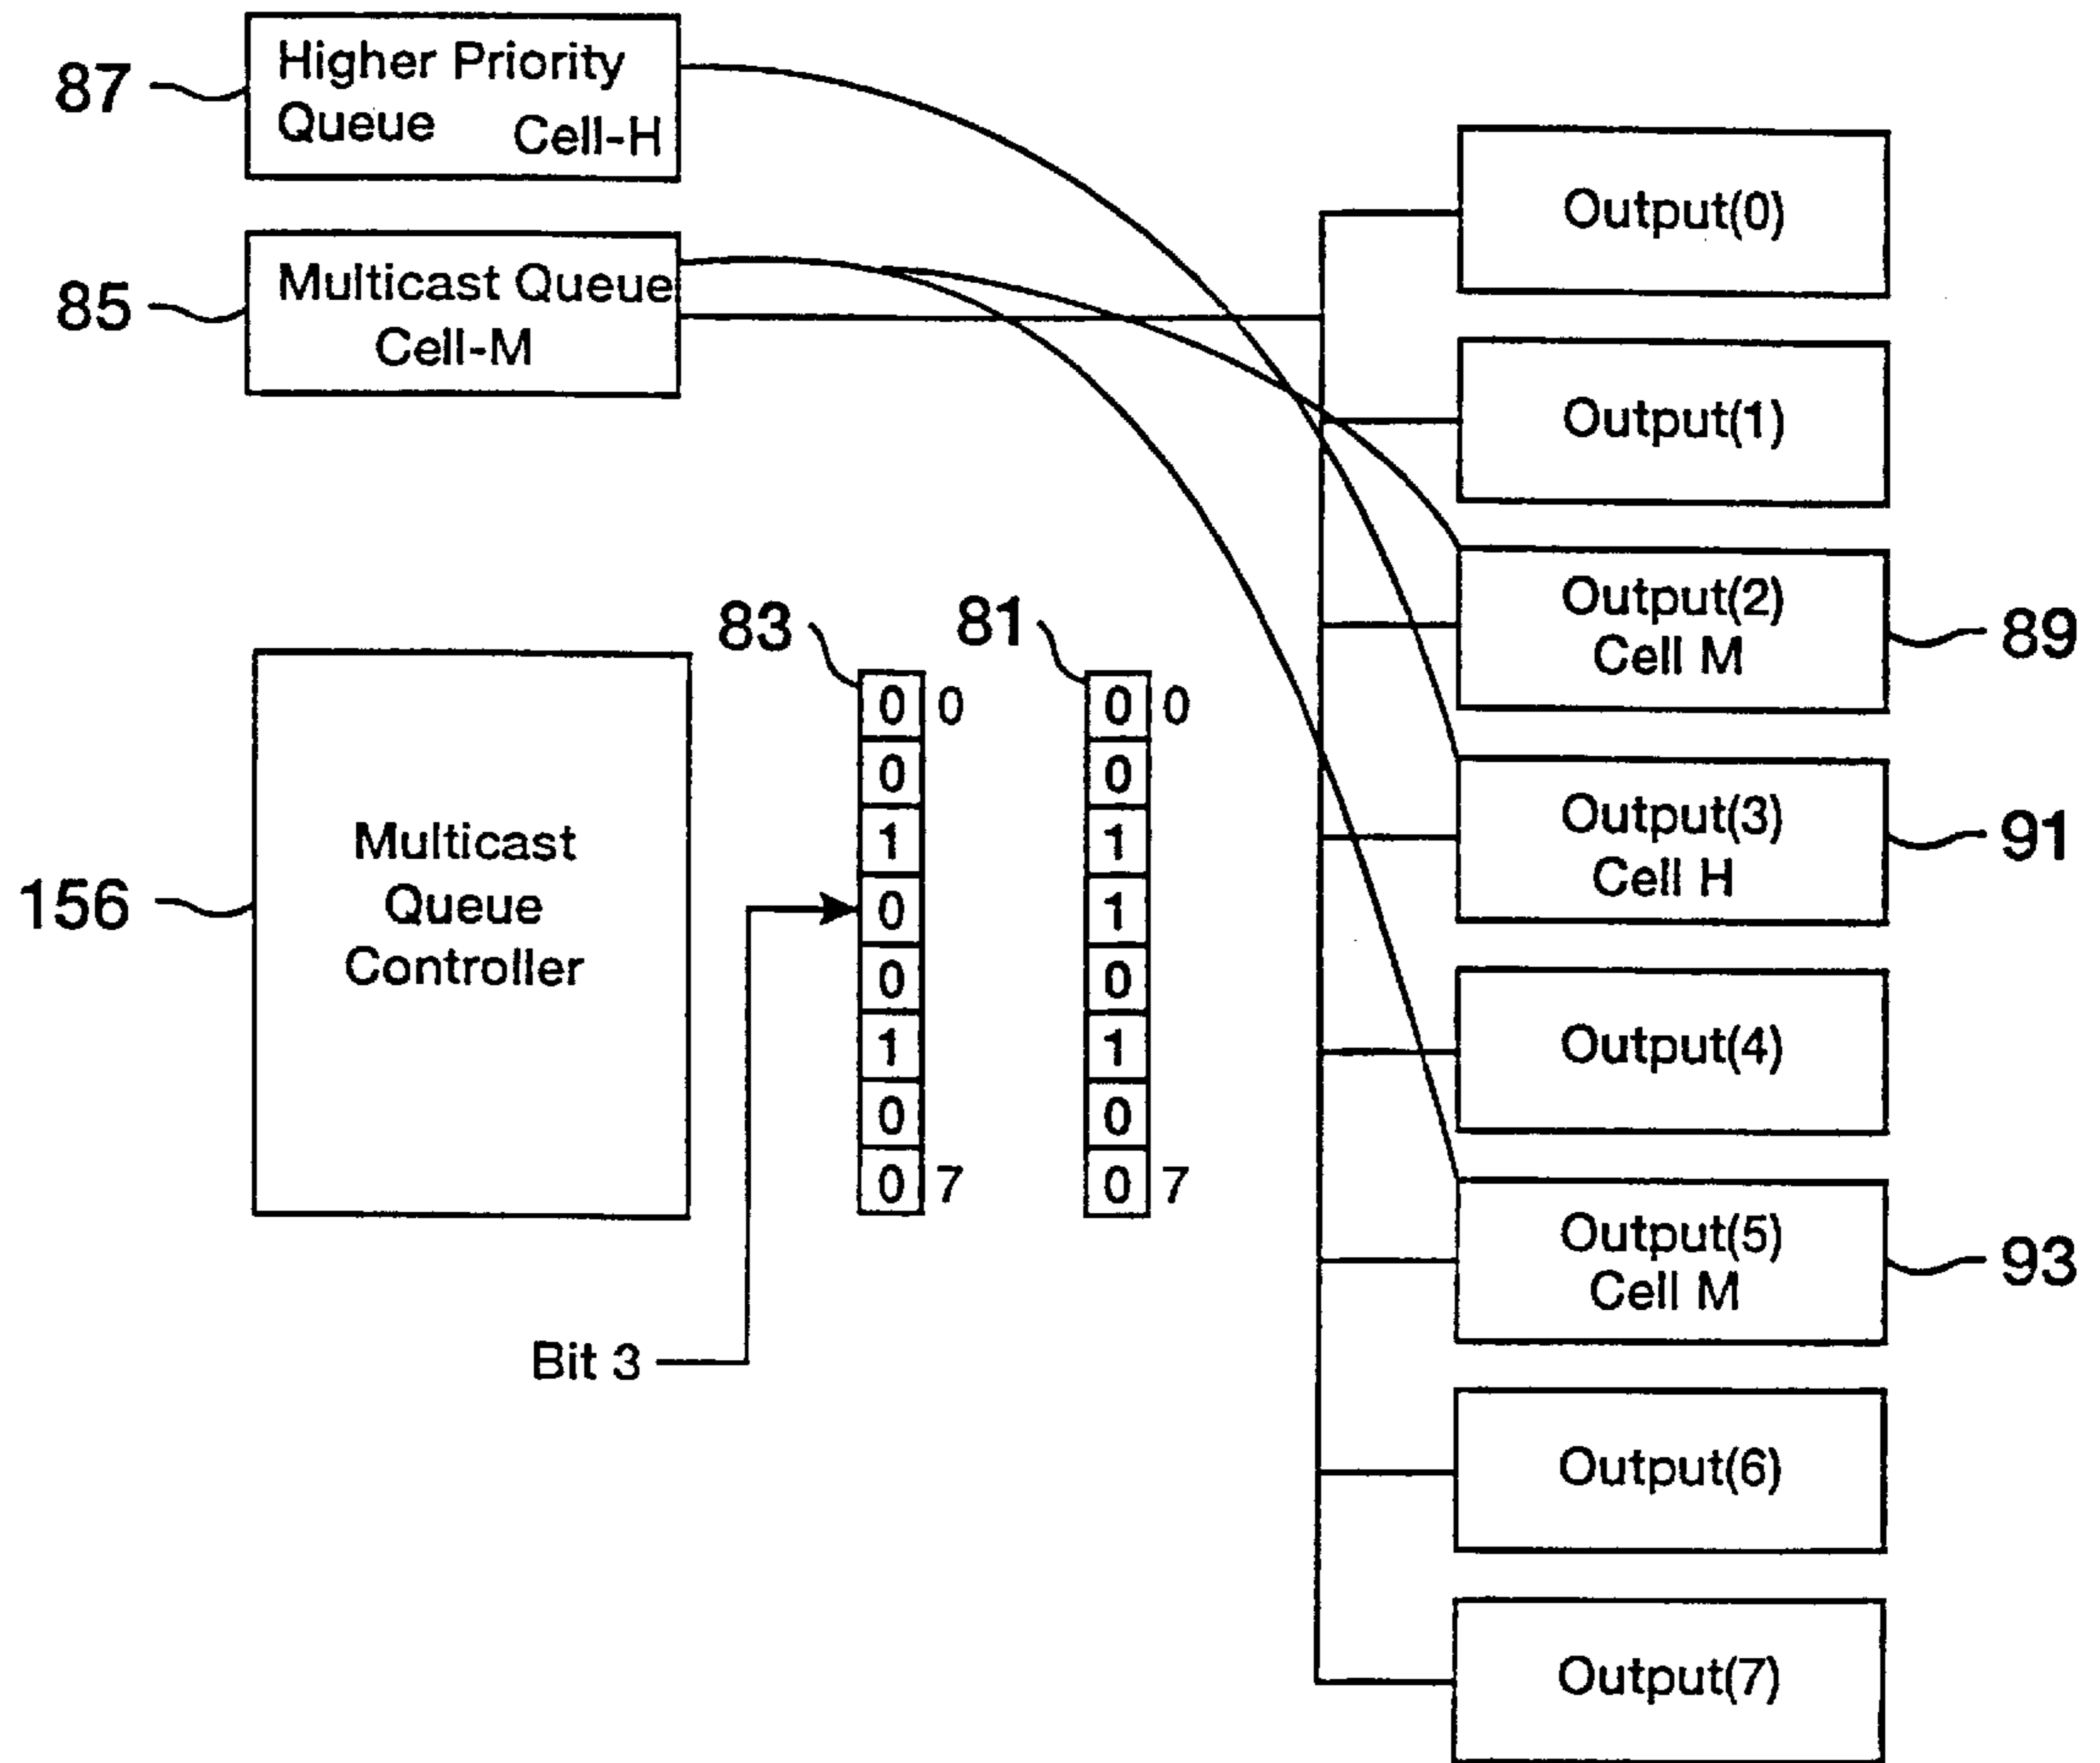 87
Higher Priority
Queue Cell-H
85
Multicast Queue
Cell-M
156
Multicast
Queue
Controller
Bit 3
83
0 0
0
1
0
0
1
0
0 7
81
0 0
0
1
1
0
1
0
0 7
Output(0)
Output(1)
Output(2)
Cell M
89
Output(3)
Cell H
91
Output(4)
Output(5)
Cell M
93
Output(6)
Output(7)